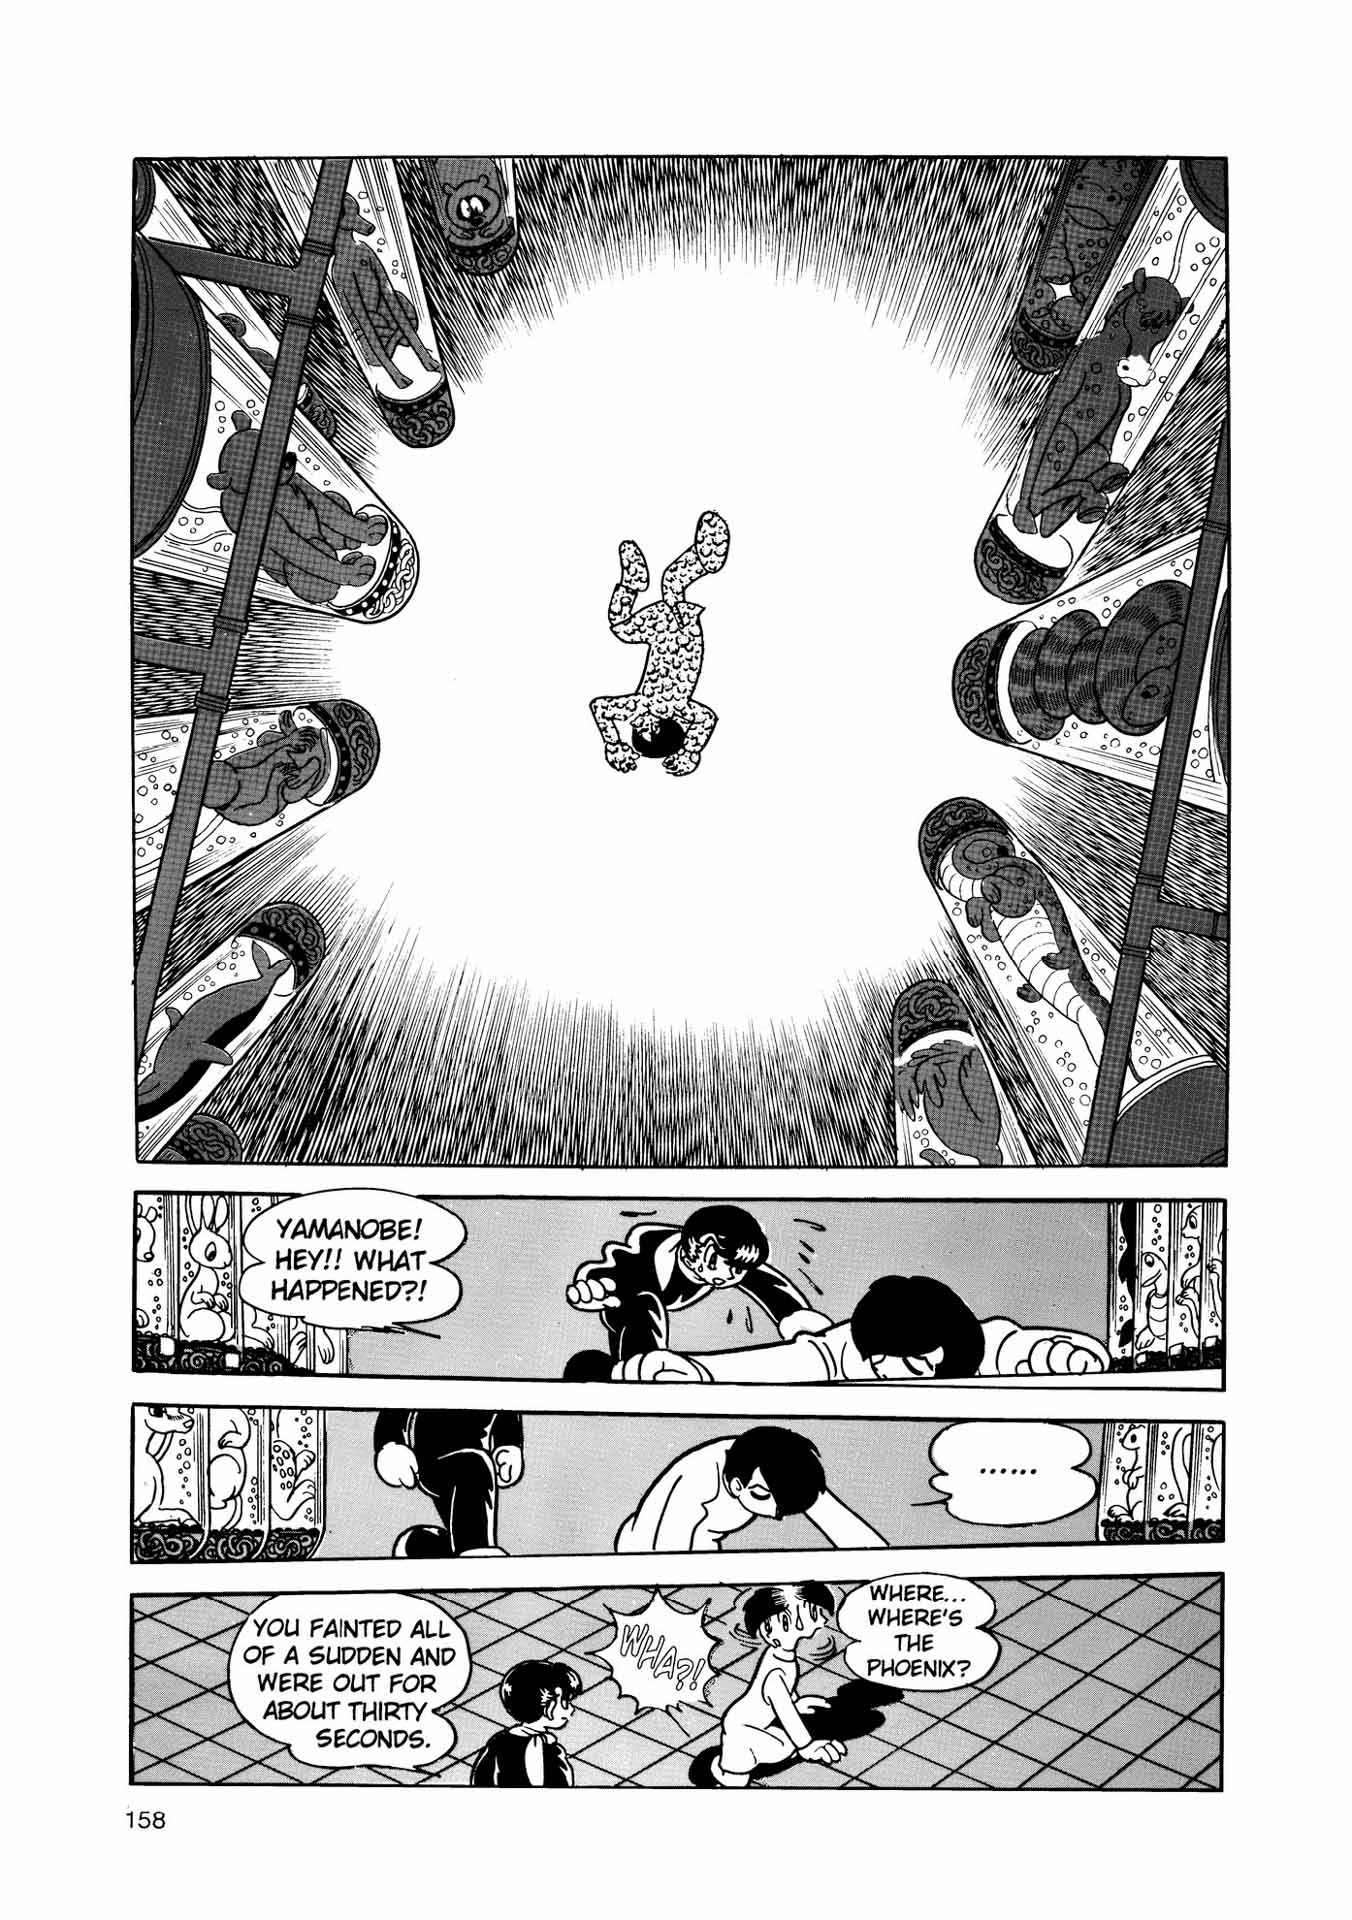 YAMANOBE!
HEY!! WHAT
HAPPENED?!
......
YOU FAINTED ALL
OF A SUDDEN AND
WERE OUT FOR
ABOUT THIRTY
SECONDS.
WHA?!
WHERE...
WHERE'S
THE
PHOENIX?
158